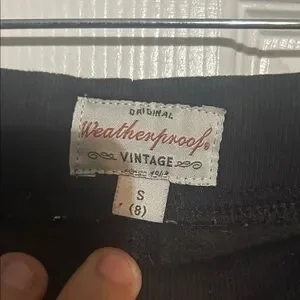 ORIGINAL
Weatherproof®
VINTAGE
S
(8)